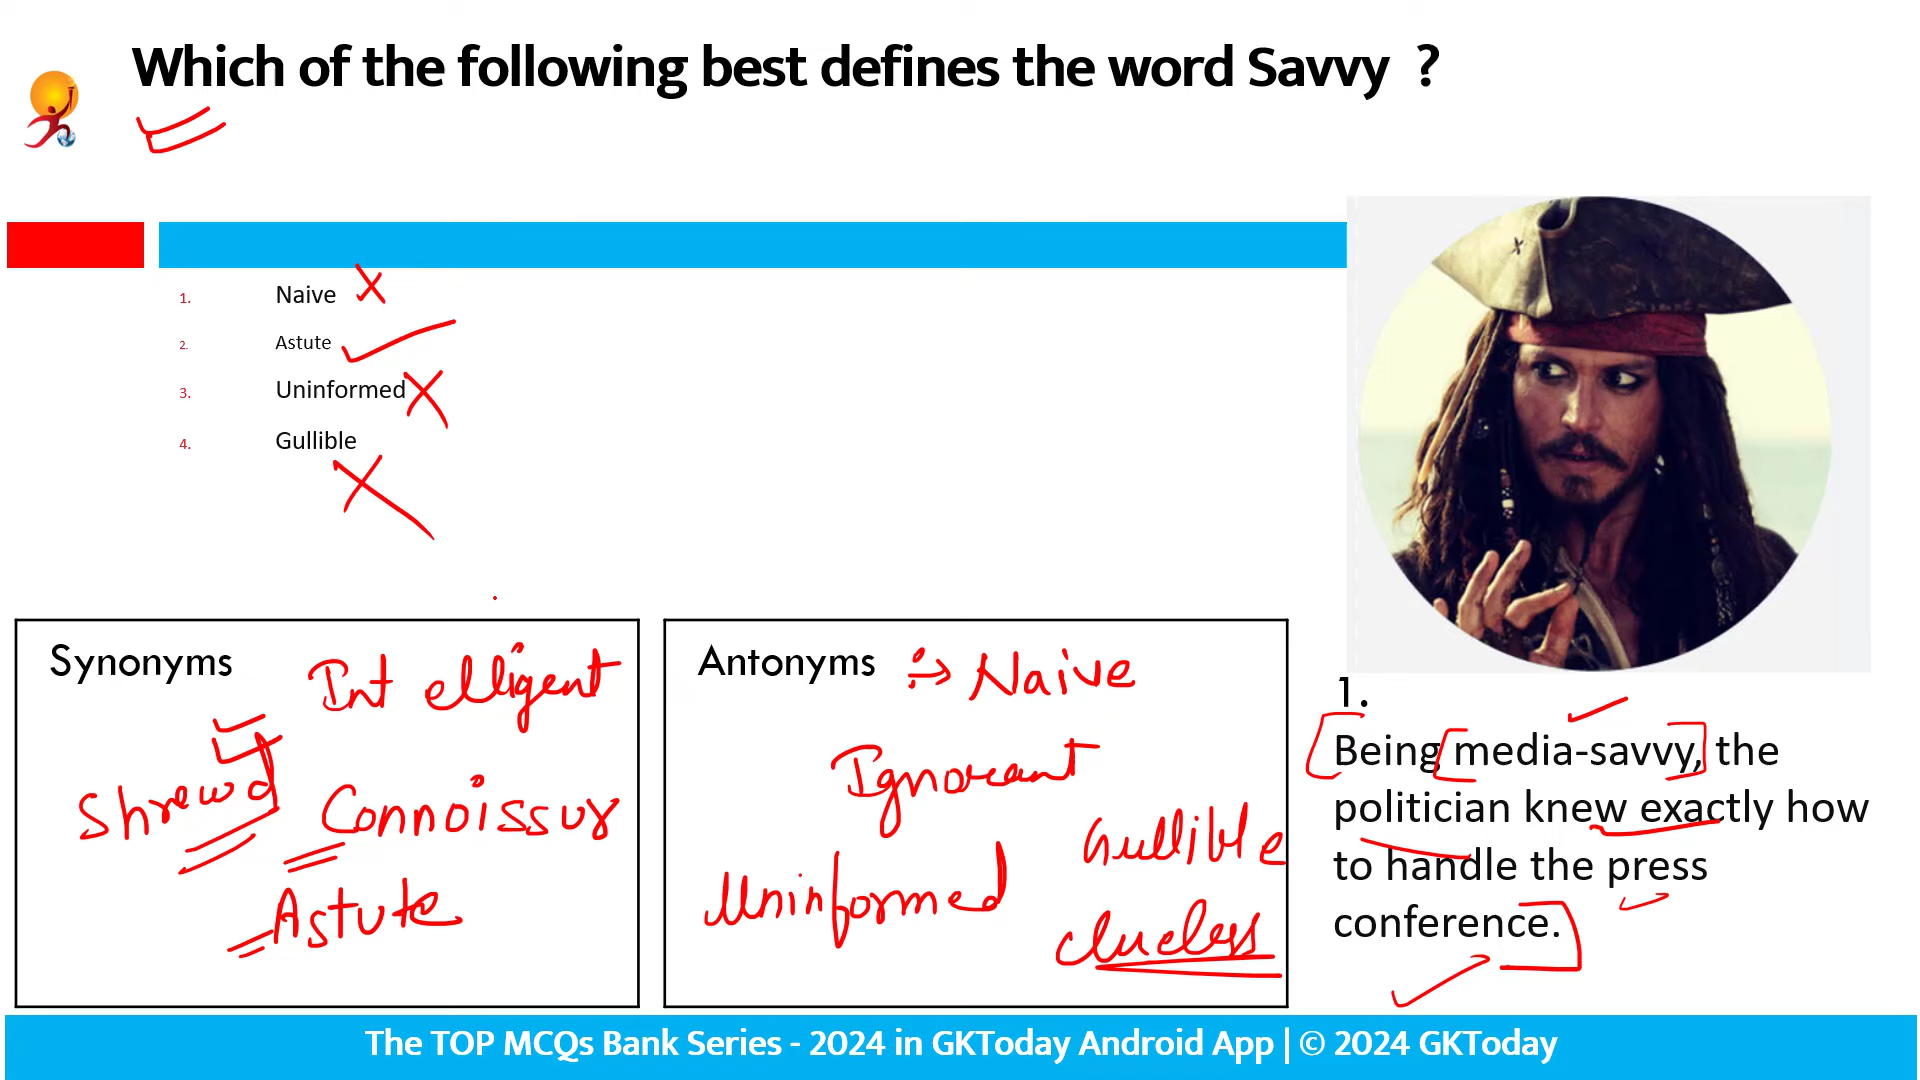 Which of the following best defines the word Savvy ?
1. Naive
2. Astute
3. Uninformed
4. Gullible
Synonyms
Intelligent
Shrewd
Connoissur
Astute
Antonyms :→ Naive
Ignorant
Gullible
Uninformed
clueless
1.
Being media-savvy, the
politician knew exactly how
to handle the press
conference.
The TOP MCQs Bank Series - 2024 in GKToday Android App | © 2024 GKToday